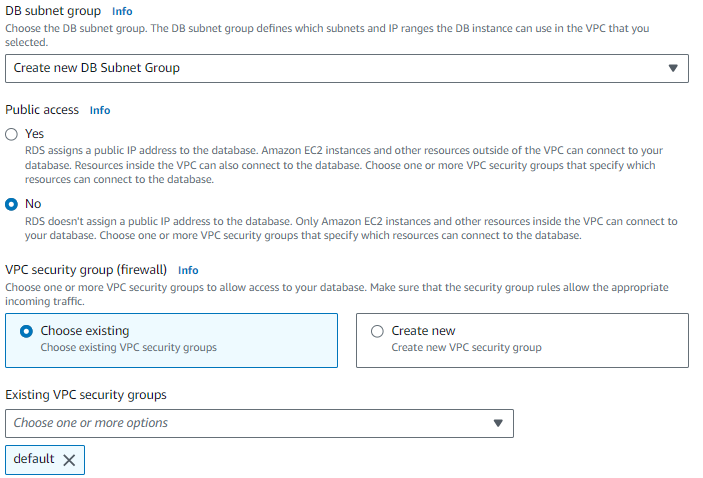 DB subnet group Info
Choose the DB subnet group. The DB subnet group defines which subnets and IP ranges the DB instance can use in the VPC that you
selected.
Create new DB Subnet Group
Public access Info
Yes
RDS assigns a public IP address to the database. Amazon EC2 instances and other resources outside of the VPC can connect to your
database. Resources inside the VPC can also connect to the database. Choose one or more VPC security groups that specify which
resources can connect to the database.
No
RDS doesn't assign a public IP address to the database. Only Amazon EC2 instances and other resources inside the VPC can connect to
your database. Choose one or more VPC security groups that specify which resources can connect to the database.
VPC security group (firewall) Info
Choose one or more VPC security groups to allow access to your database. Make sure that the security group rules allow the appropriate
incoming traffic.
Choose existing
Choose existing VPC security groups
Create new
Create new VPC security group
Existing VPC security groups
Choose one or more options
default